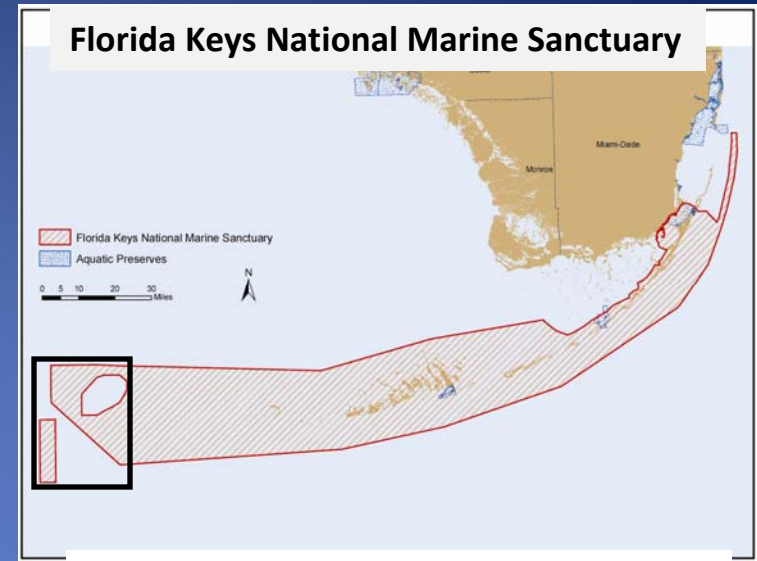 Florida Keys National Marine Sanctuary
Miami-Dade
Monroe
Florida Keys National Marine Sanctuary
Aquatic Preserves
N
0 5 10 20 30
Miles